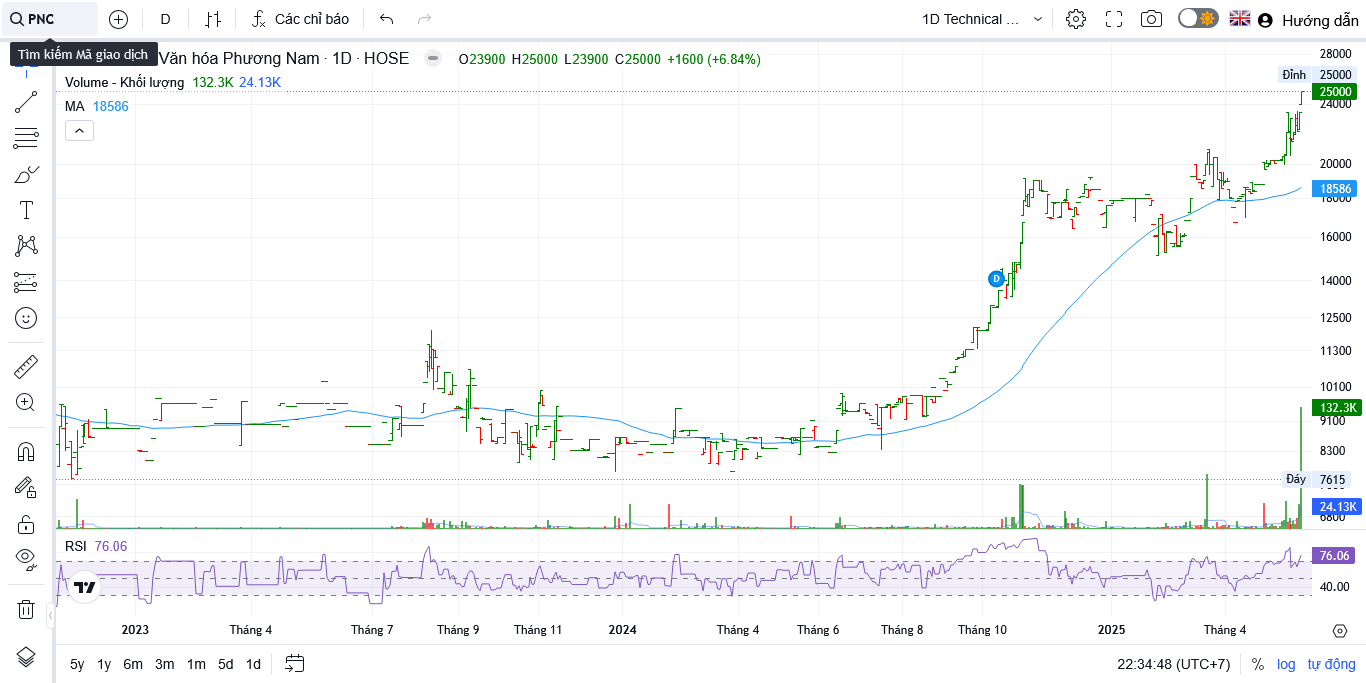 PNC
D
Các chỉ báo
1D Technical ...
Hướng dẫn
Tìm kiếm Mã giao dịch
Văn hóa Phương Nam · 1D · HOSE
O23900 H25000 L23900 C25000 +1600 (+6.84%)
Volume - Khối lượng 132.3K 24.13K
MA 18586
28000
Đỉnh 25000
25000
24000
20000
18586
18000
16000
D
14000
12500
11300
10100
132.3K
9100
8300
Đáy 7615
24.13K
6800
RSI 76.06
76.06
40.00
2023 Tháng 4 Tháng 7 Tháng 9 Tháng 11 2024 Tháng 4 Tháng 6 Tháng 8 Tháng 10 2025 Tháng 4
5y 1y 6m 3m 1m 5d 1d
22:34:48 (UTC+7) % log tự động